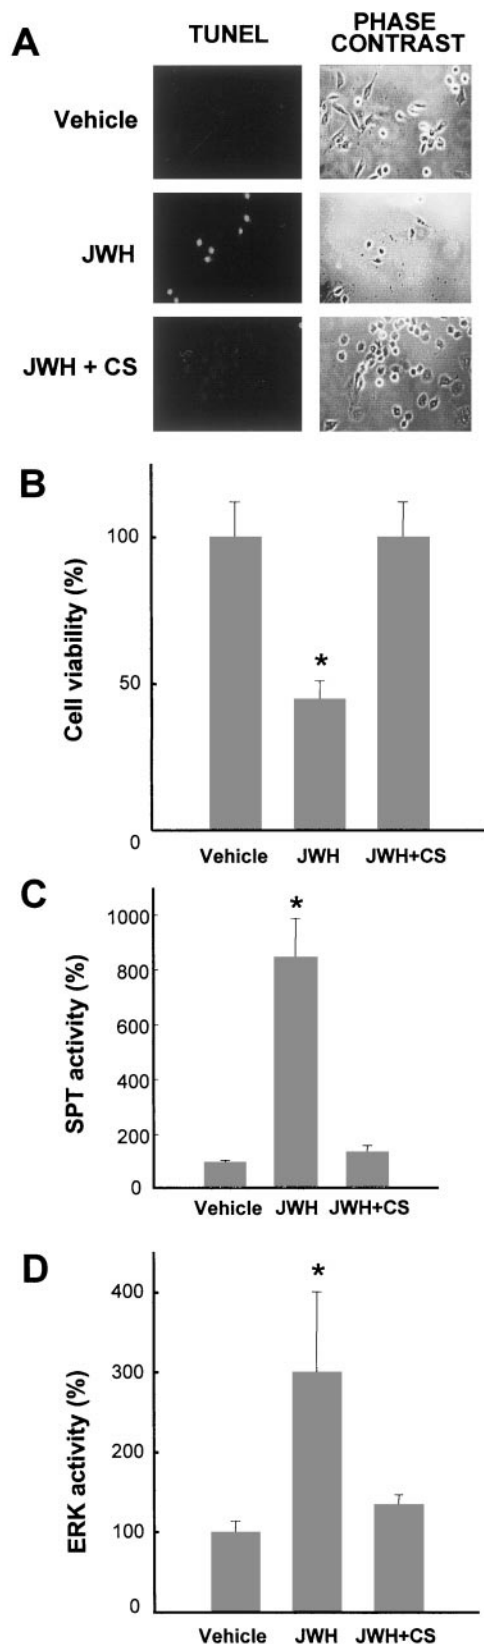 A
TUNEL
PHASE
CONTRAST
Vehicle
JWH
JWH + CS
B
Cell viability (%)
100
50
0
*
Vehicle
JWH
JWH+CS
C
SPT activity (%)
1000
800
600
400
200
0
*
Vehicle
JWH
JWH+CS
D
ERK activity (%)
400
300
200
100
0
*
Vehicle
JWH
JWH+CS